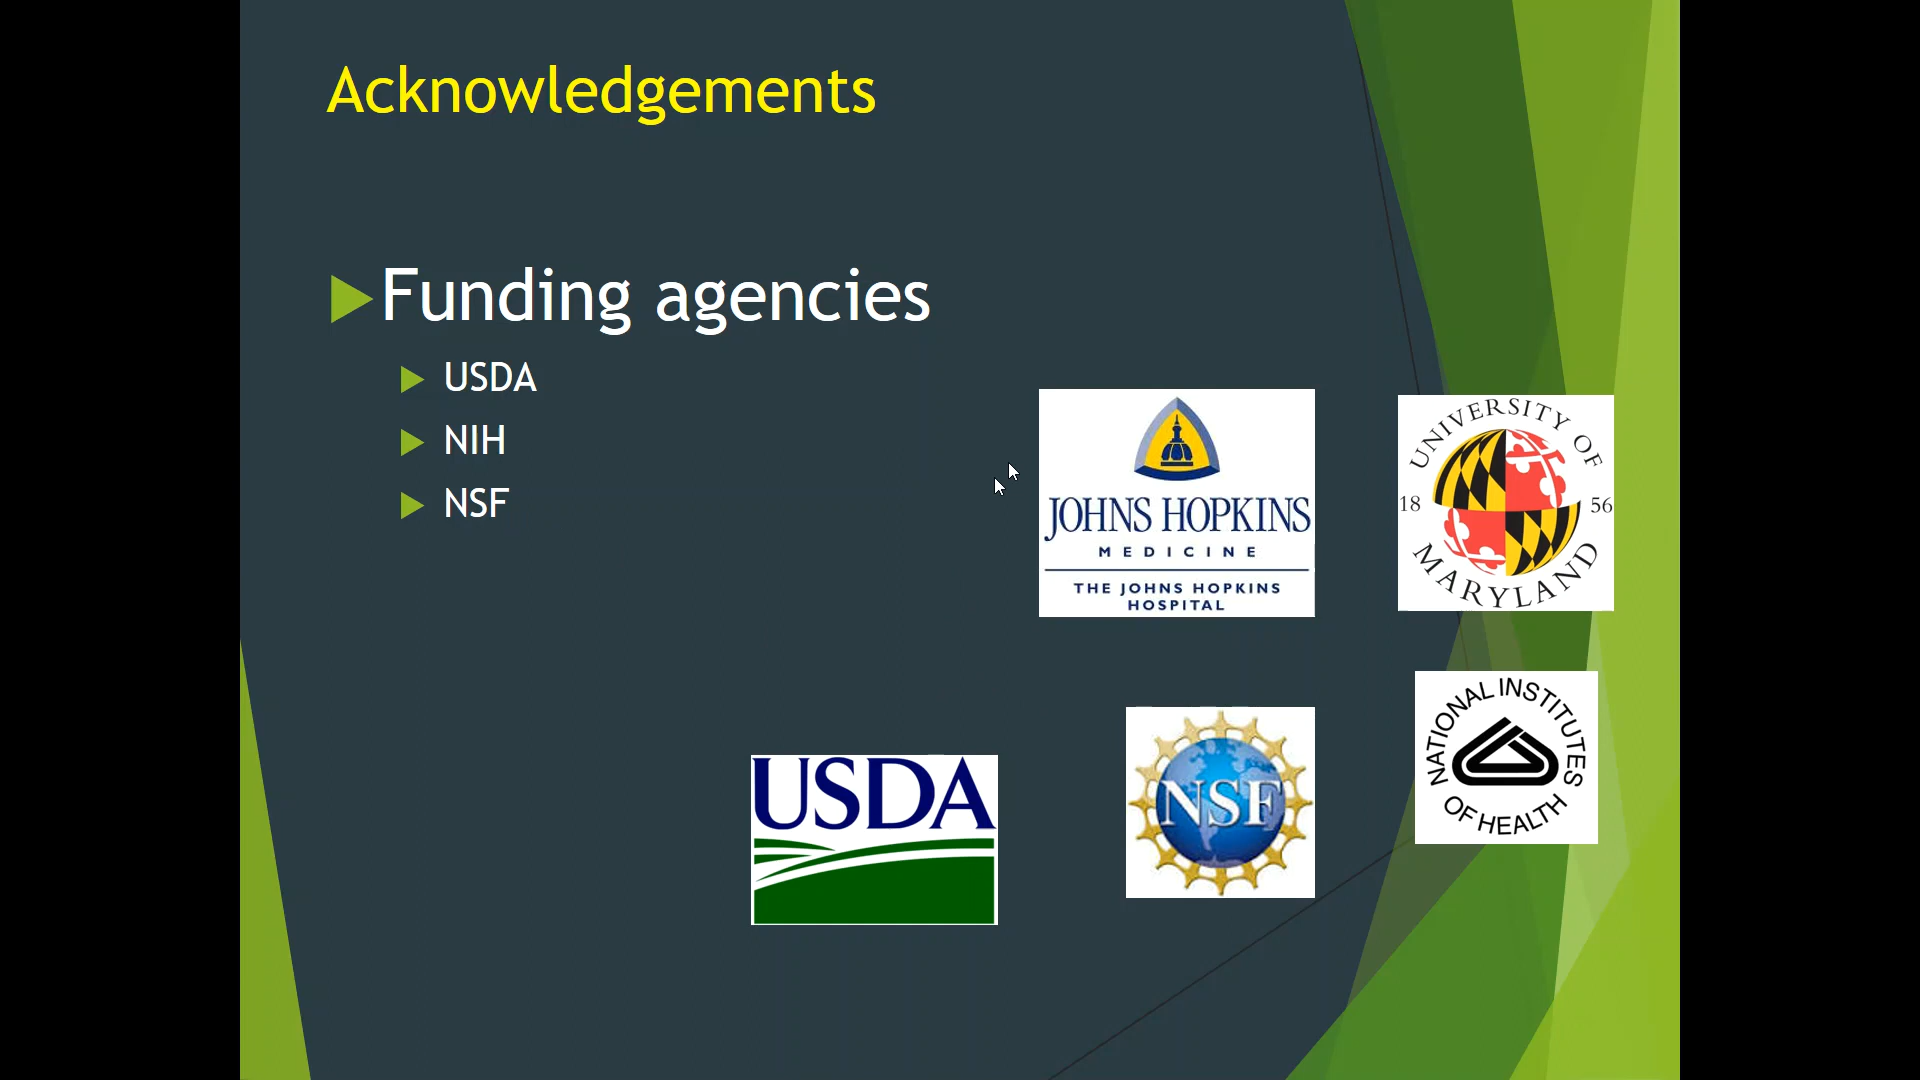 Acknowledgements
Funding agencies
USDA
NIH
NSF
JOHNS HOPKINS
MEDICINE
THE JOHNS HOPKINS
HOSPITAL
UNIVERSITY OF
18 56
MARYLAND
USDA
NSF
NATIONAL INSTITUTES
OF HEALTH